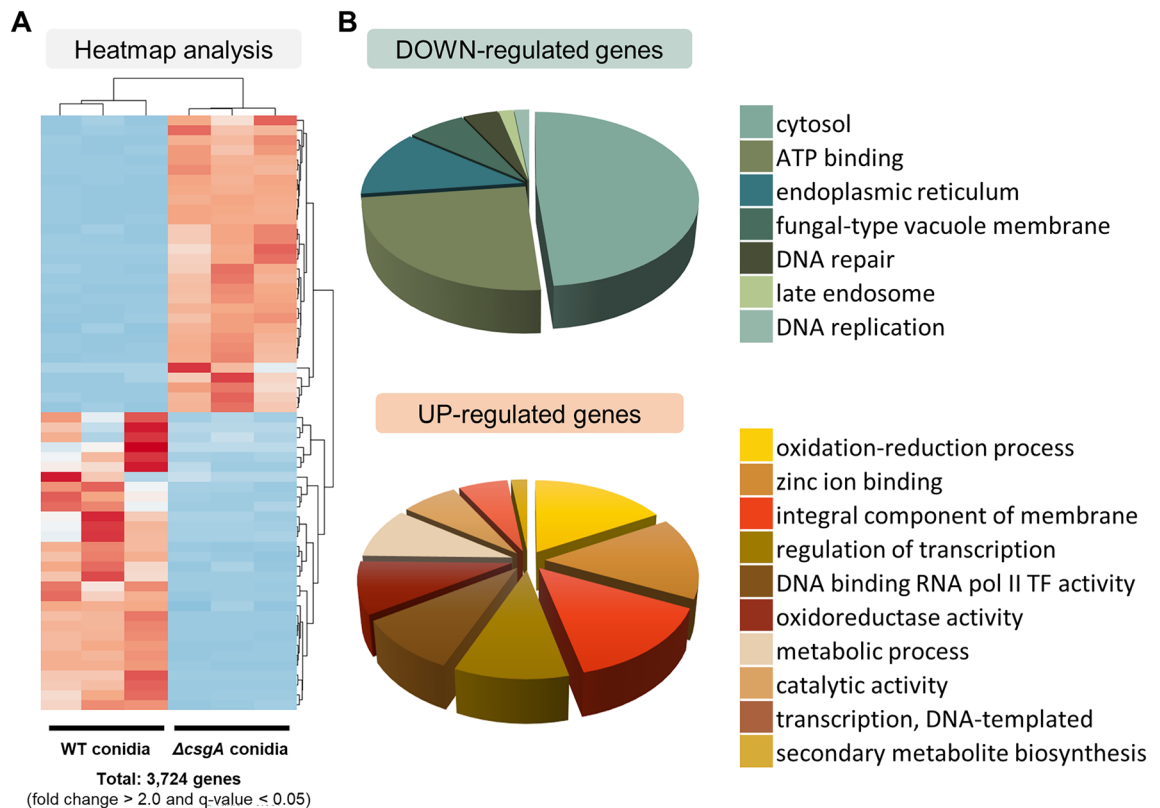 A
Heatmap analysis
WT conidia
ΔcsgA conidia
Total: 3,724 genes
(fold change > 2.0 and q-value ≤ 0.05)
B
DOWN-regulated genes
cytosol
ATP binding
endoplasmic reticulum
fungal-type vacuole membrane
DNA repair
late endosome
DNA replication
UP-regulated genes
oxidation-reduction process
zinc ion binding
integral component of membrane
regulation of transcription
DNA binding RNA pol II TF activity
oxidoreductase activity
metabolic process
catalytic activity
transcription, DNA-templated
secondary metabolite biosynthesis